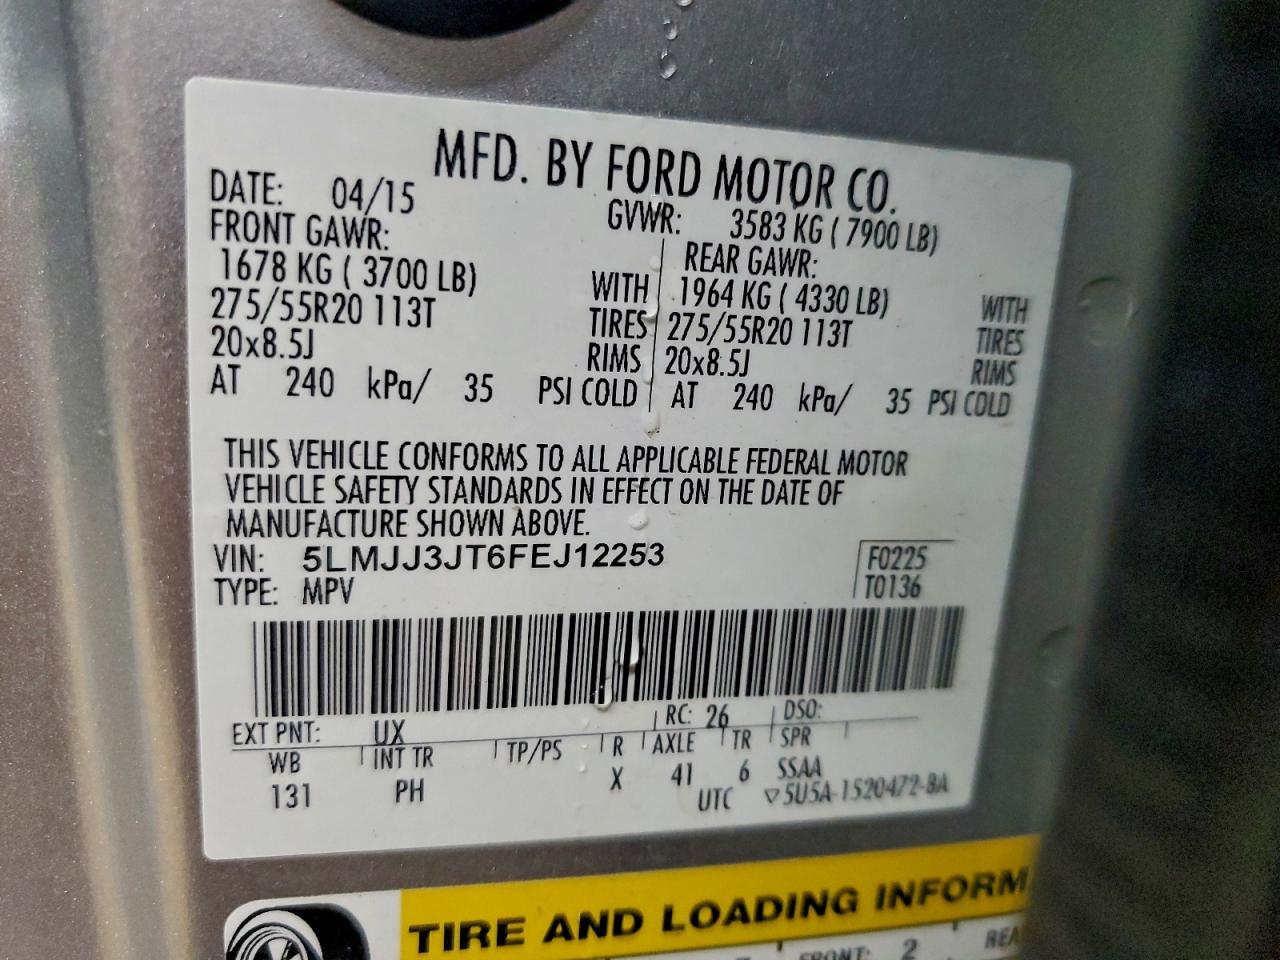 MFD. BY FORD MOTOR CO.
DATE: 04/15 GVWR: 3583 KG ( 7900 LB)
FRONT GAWR: REAR GAWR:
1678 KG ( 3700 LB) WITH 1964 KG ( 4330 LB) WITH
275/55R20 113T TIRES 275/55R20 113T TIRES
20x8.5J RIMS 20x8.5J RIMS
AT 240 kPa/ 35 PSI COLD AT 240 kPa/ 35 PSI COLD
THIS VEHICLE CONFORMS TO ALL APPLICABLE FEDERAL MOTOR
VEHICLE SAFETY STANDARDS IN EFFECT ON THE DATE OF
MANUFACTURE SHOWN ABOVE.
VIN: 5LMJJ3JT6FEJ12253 F0225
TYPE: MPV T0136
EXT PNT: UX RC: 26 DSO:
WB INT TR TP/PS R AXLE TR SPR
131 PH X 41 6 SSAA
UTC ▽5U5A-1520472-BA
TIRE AND LOADING INFORM
FRONT: 2 REA